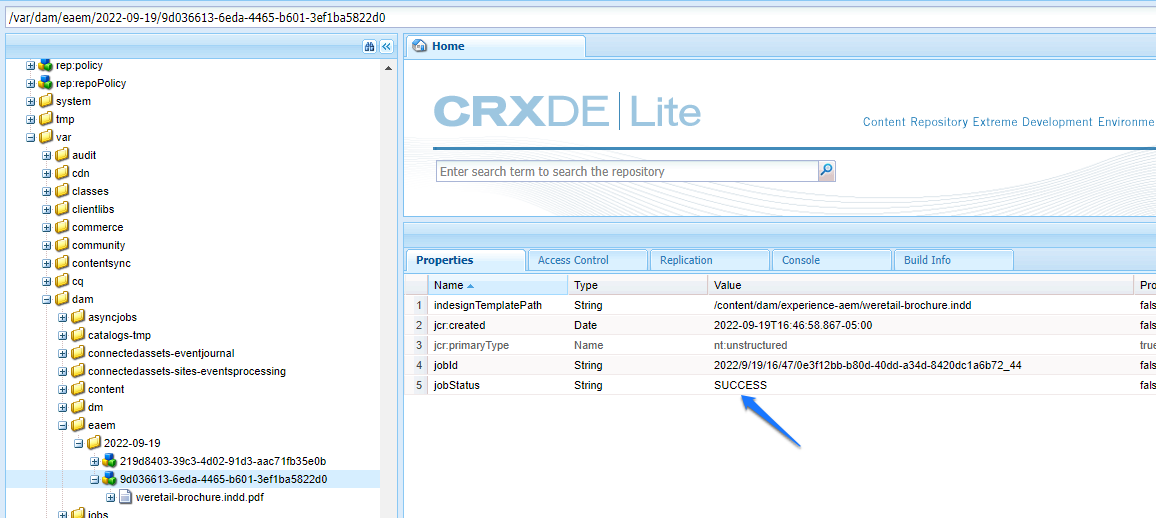 /var/dam/eaem/2022-09-19/9d036613-6eda-4465-b601-3ef1ba5822d0
rep:policy
rep:repoPolicy
system
tmp
var
audit
cdn
classes
clientlibs
commerce
community
contentsync
cq
dam
asyncjobs
catalogs-tmp
connectedassets-eventjournal
connectedassets-sites-eventsprocessing
content
dm
eaem
2022-09-19
219d8403-39c3-4d02-91d3-aac71fb35e0b
9d036613-6eda-4465-b601-3ef1ba5822d0
weretail-brochure.indd.pdf
jobs
Home
CRXDE Lite
Content Repository Extreme Development Environme
Enter search term to search the repository
Properties Access Control Replication Console Build Info
Name Type Value Pro
1 indesignTemplatePath String /content/dam/experience-aem/weretail-brochure.indd fals
2 jcr:created Date 2022-09-19T16:46:58.867-05:00 fals
3 jcr:primaryType Name nt:unstructured true
4 jobId String 2022/9/19/16/47/0e3f12bb-b80d-40dd-a34d-8420dc1a6b72_44 fals
5 jobStatus String SUCCESS fals